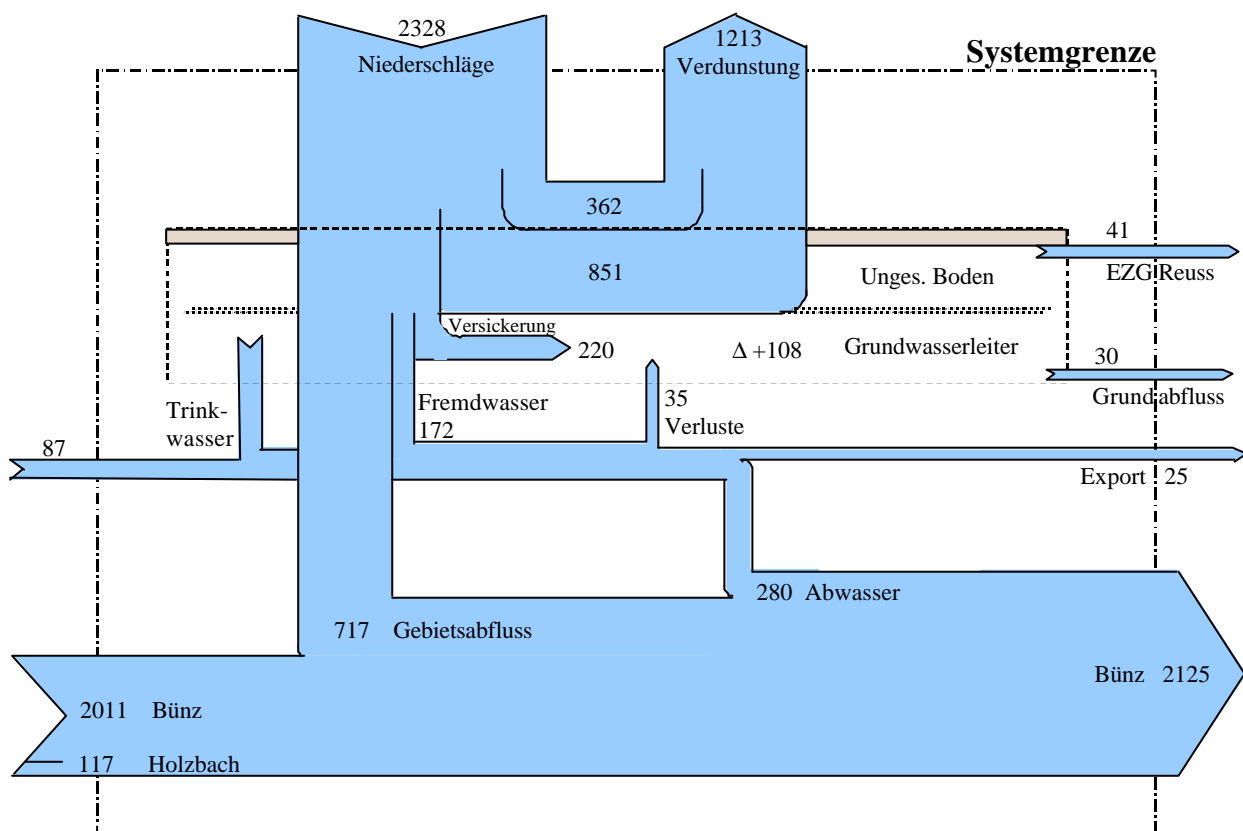 2328
Niederschläge
1213
Verdunstung
Systemgrenze
362
41
EZG Reuss
851
Unges. Boden
Versickerung
220
Δ +108
Grundwasserleiter
30
Grundabfluss
Trink-
wasser
Fremdwasser
172
35
Verluste
87
Export 25
280 Abwasser
717 Gebietsabfluss
Bünz 2125
2011 Bünz
117 Holzbach